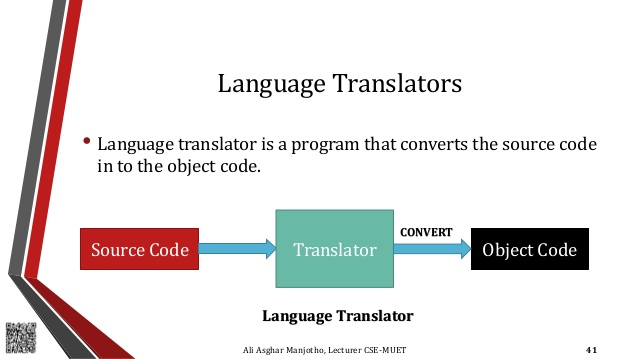 Language Translators
• Language translator is a program that converts the source code
in to the object code.
Source Code
Translator
CONVERT
Object Code
Language Translator
Ali Asghar Manjotho, Lecturer CSE-MUET
41